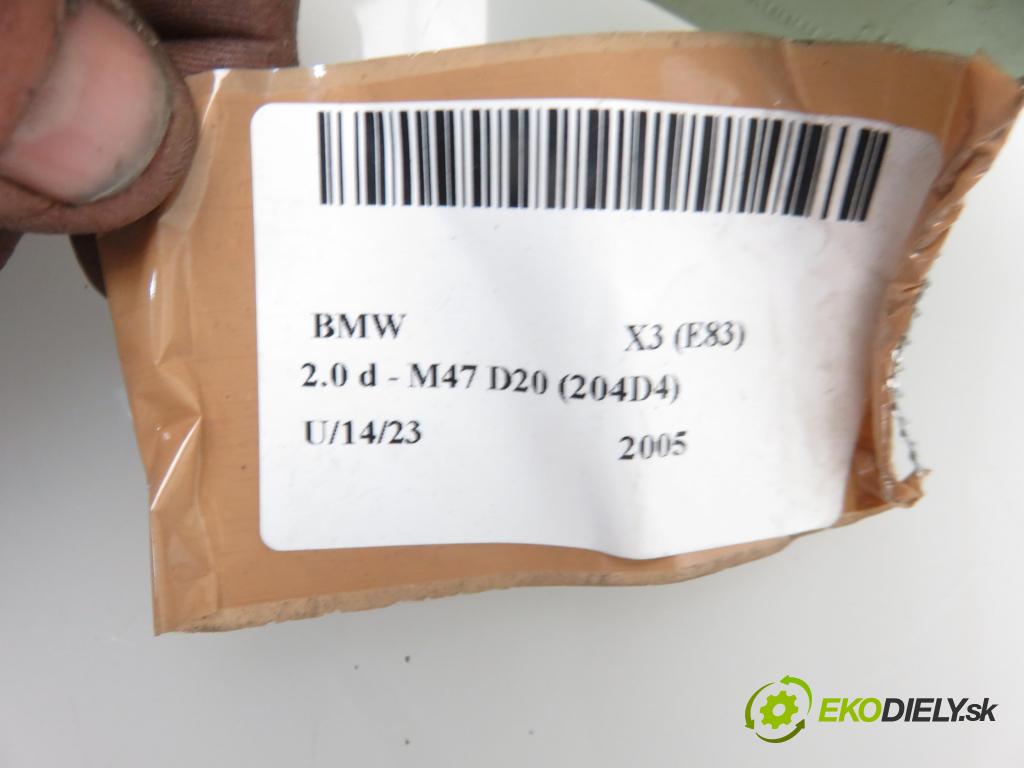 BMW X3 (E83)
2.0 d - M47 D20 (204D4)
U/14/23 2005
EKODIELY.sk